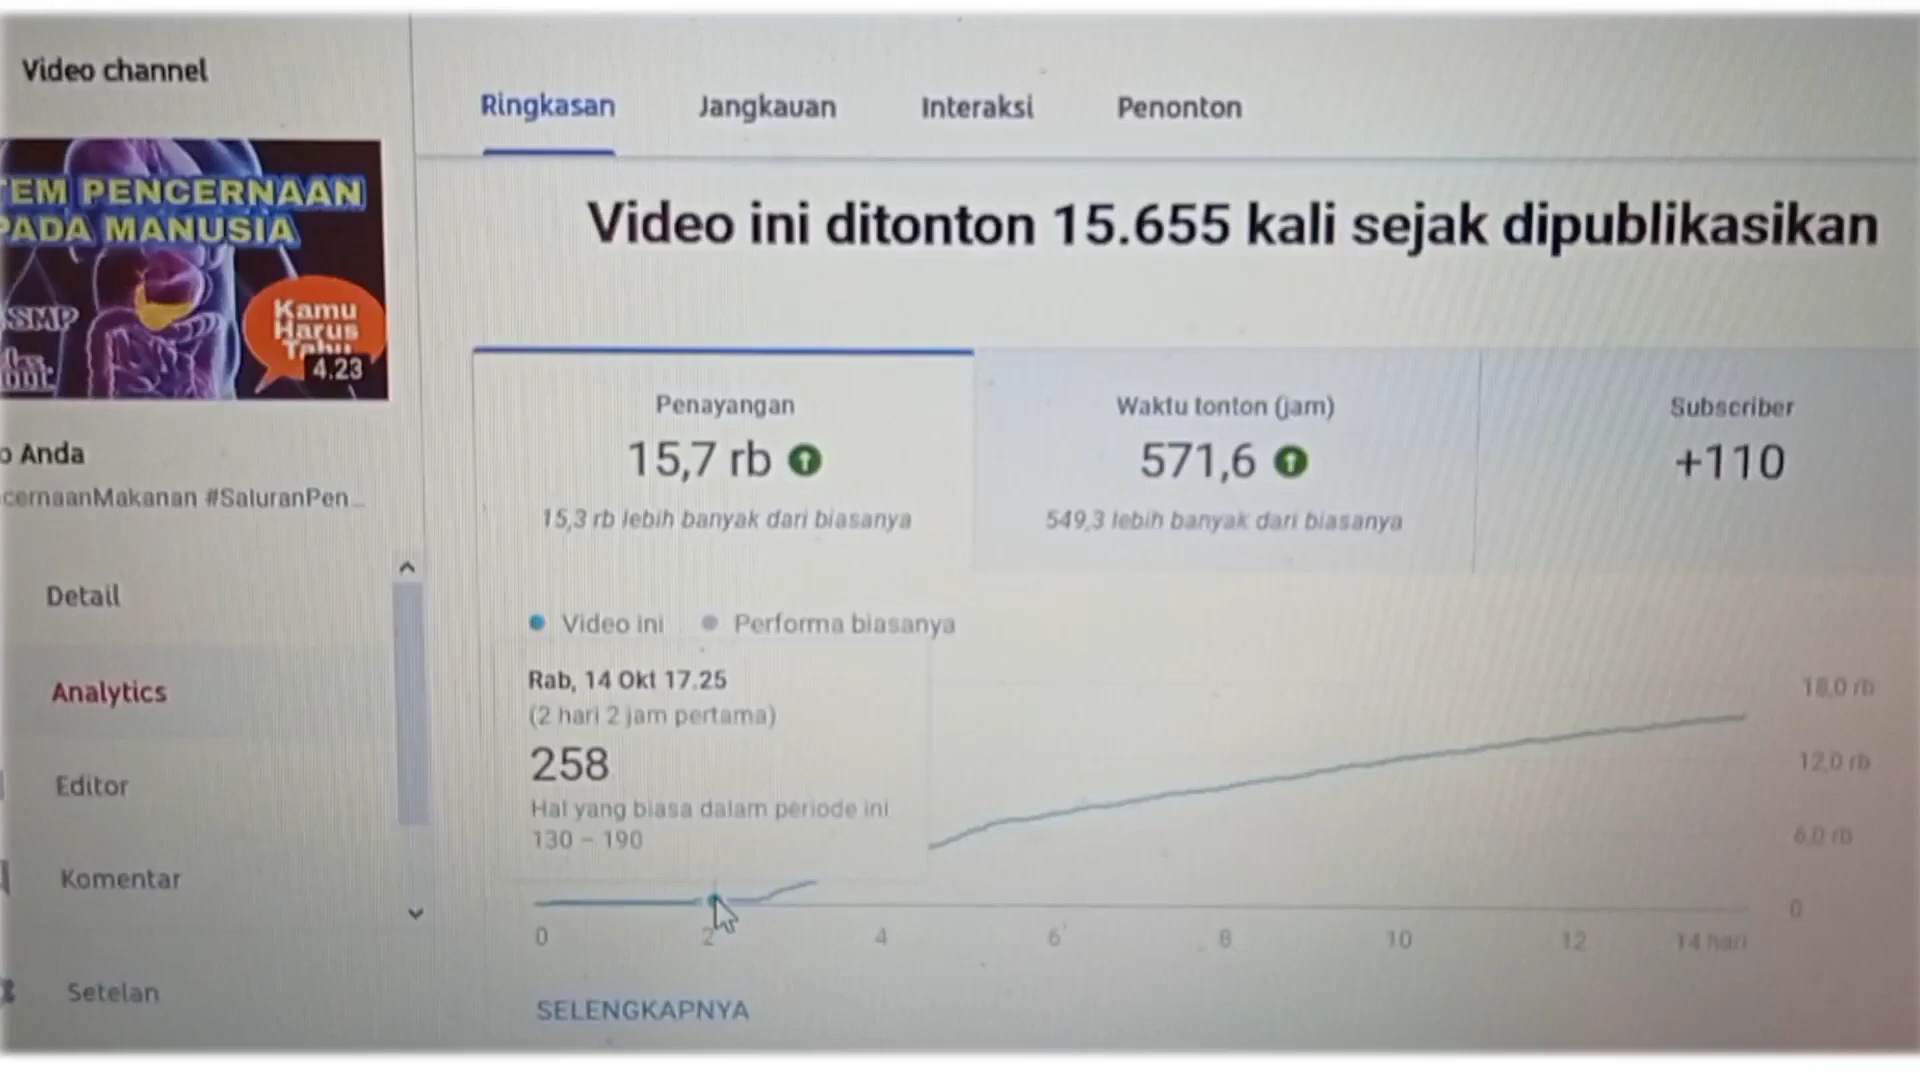 Video channel
Ringkasan
Jangkauan
Interaksi
Penonton
TEM PENCERNAAN
PADA MANUSIA
SMP
Kamu
Harus
Tahu
4.23
Video ini ditonton 15.655 kali sejak dipublikasikan
Penayangan
15,7 rb
15,3 rb lebih banyak dari biasanya
Waktu tonton (jam)
571,6
549,3 lebih banyak dari biasanya
Subscriber
+110
o Anda
cernaanMakanan #SaluranPen...
Detail
Analytics
Editor
Komentar
Setelan
Video ini
Performa biasanya
Rab, 14 Okt 17.25
(2 hari 2 jam pertama)
258
Hal yang biasa dalam periode ini
130 – 190
18,0 rb
12,0 rb
6,0 rb
0
0
2
4
6
8
10
12
14 hari
SELENGKAPNYA